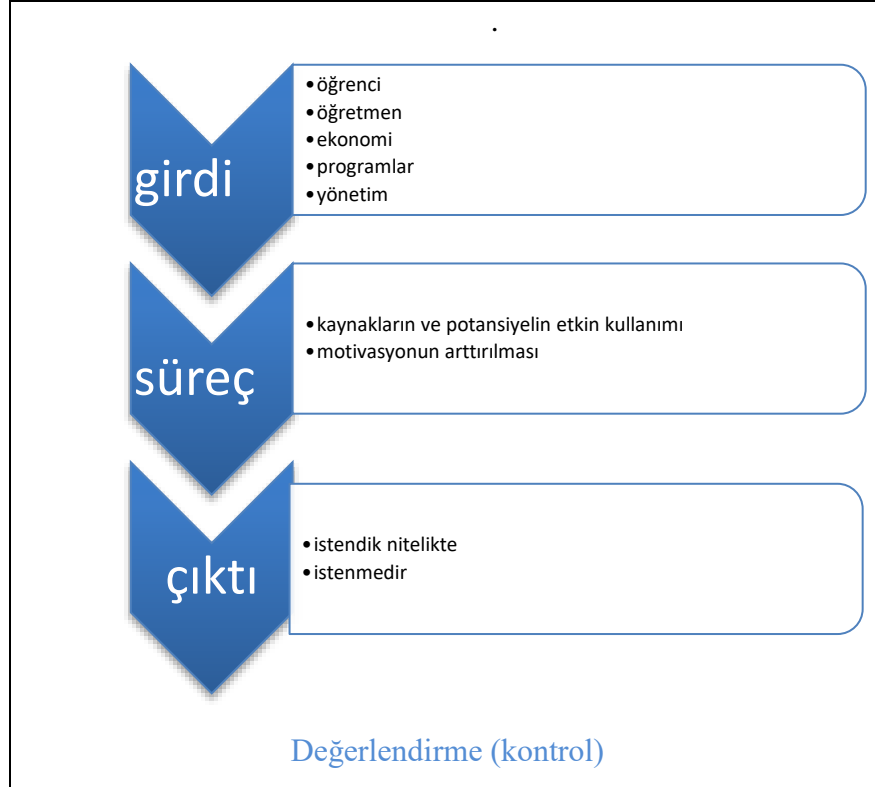 .
girdi
•öğrenci
•öğretmen
•ekonomi
•programlar
•yönetim
süreç
•kaynakların ve potansiyelin etkin kullanımı
•motivasyonun arttırılması
çıktı
•istendik nitelikte
•istenmedir
Değerlendirme (kontrol)